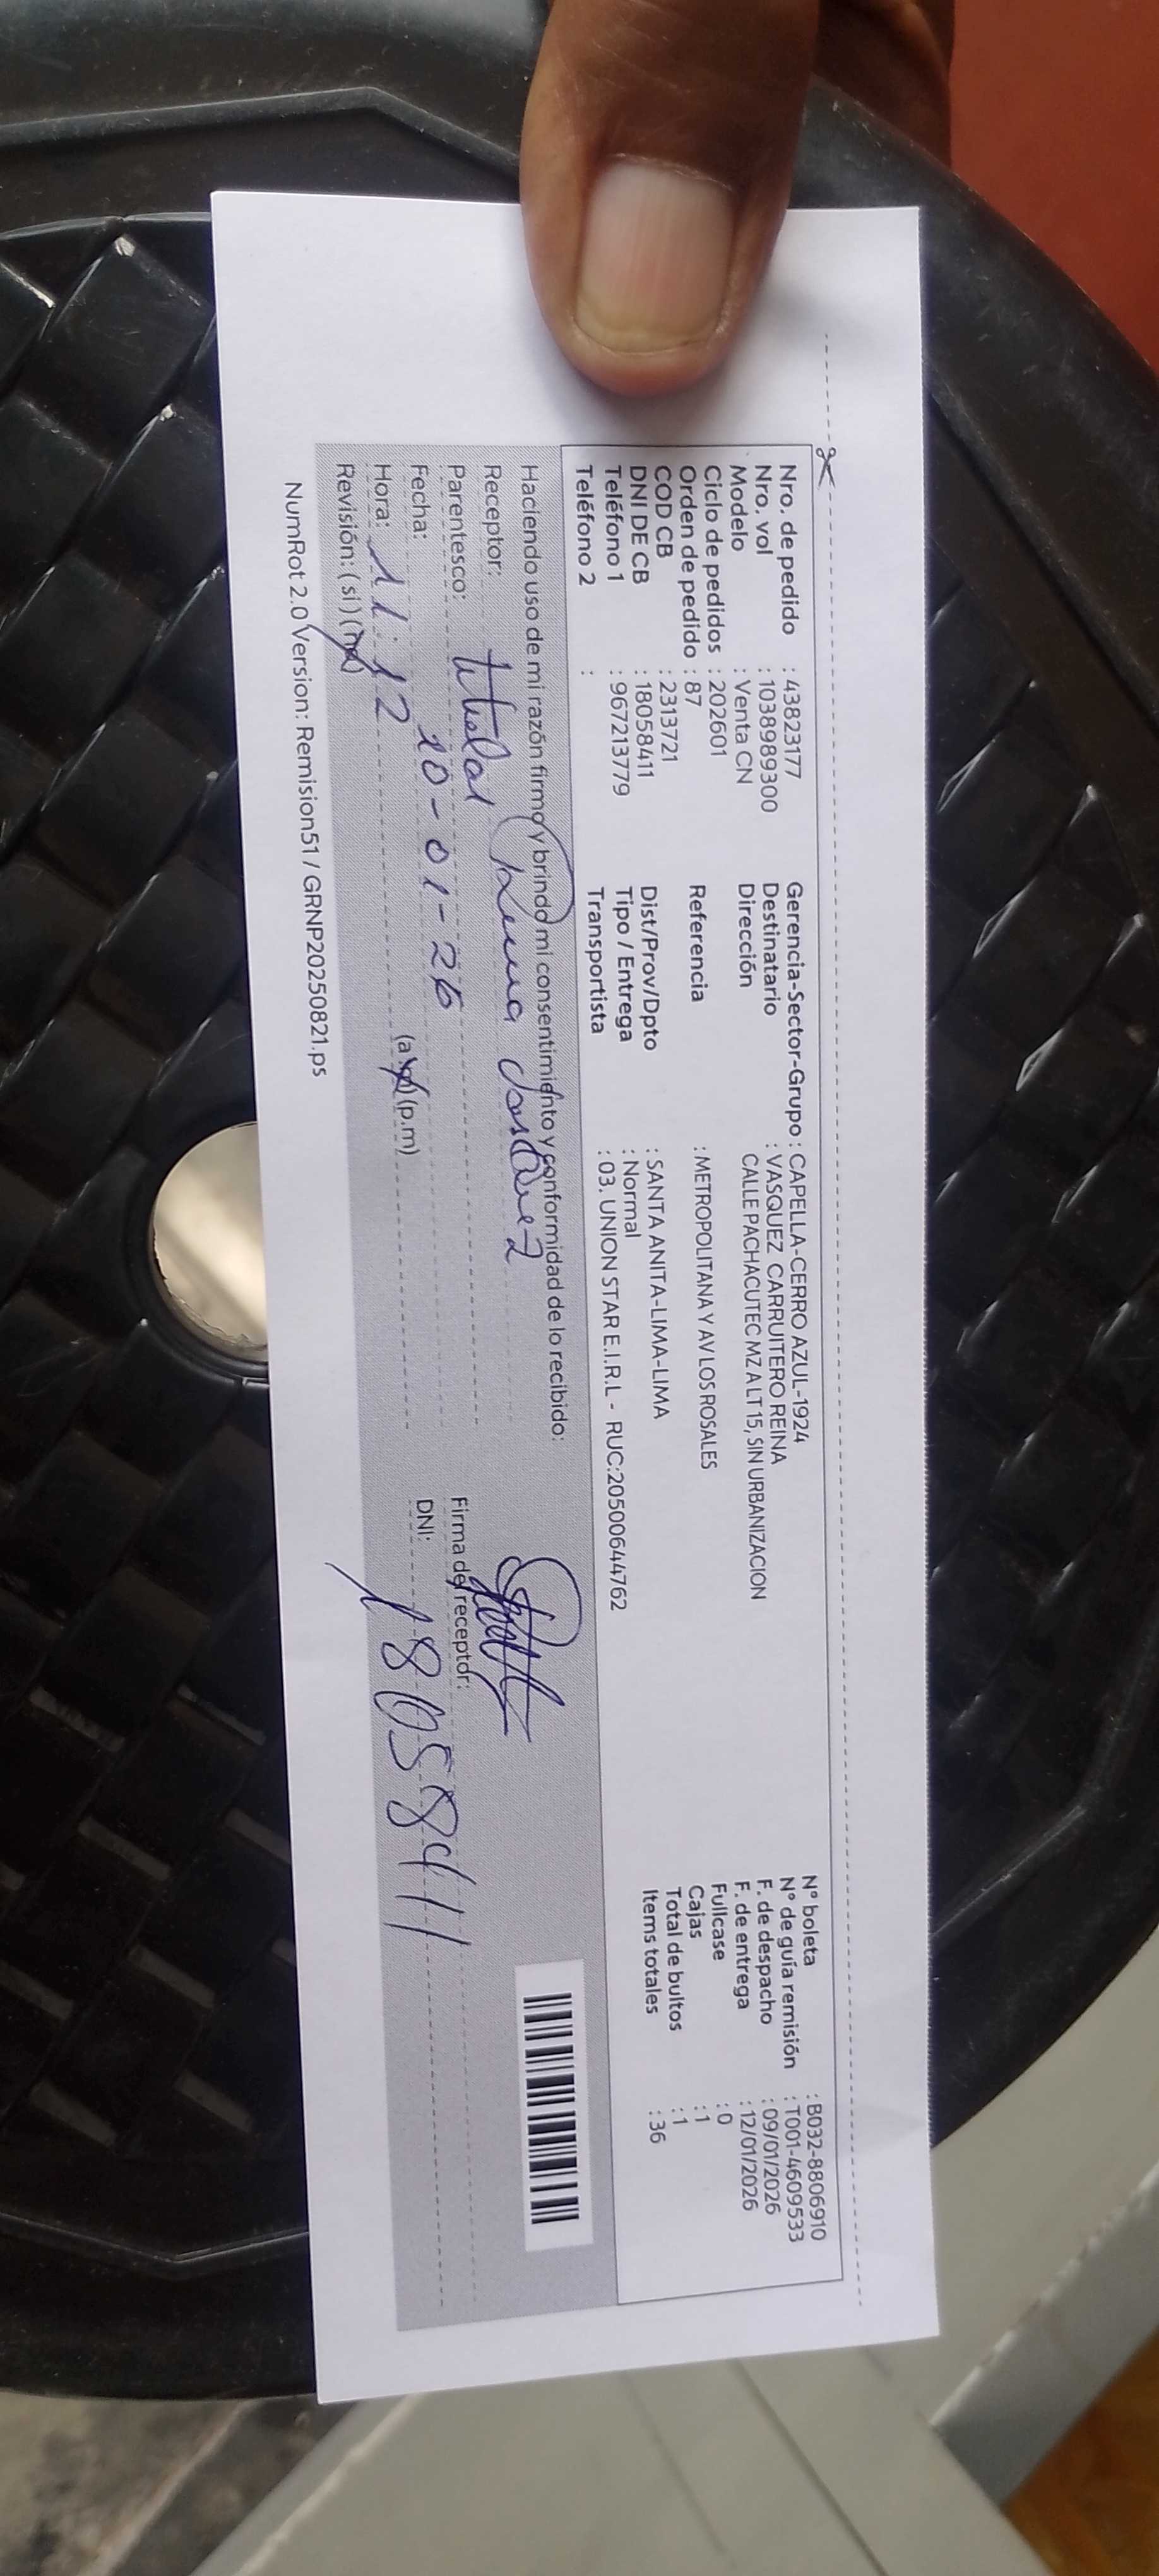 Nro. de pedido : 43823177
Nro. vol : 1038989300
Modelo : Venta CN
Ciclo de pedidos : 202601
Orden de pedido : 87
COD CB : 2313721
DNI DE CB : 18058411
Teléfono 1 : 967213779
Teléfono 2 :
Gerencia-Sector-Grupo : CAPELLA-CERRO AZUL-1924
Destinatario : VASQUEZ CARRUITERO REINA
Dirección CALLE PACHACUTEC MZ A LT 15, SIN URBANIZACION
Referencia : METROPOLITANA Y AV LOS ROSALES
Dist/Prov/Dpto : SANTA ANITA-LIMA-LIMA
Tipo / Entrega : Normal
Transportista : 03. UNION STAR E.I.R.L - RUC:20500644762
N° boleta : B032-8806910
N° de guía remisión : T001-4609533
F. de despacho : 09/01/2026
F. de entrega : 12/01/2026
Fullcase : 0
Cajas : 1
Total de bultos : 1
Items totales : 36
Haciendo uso de mi razón firmo y brindo mi consentimiento y conformidad de lo recibido:
Receptor:
Parentesco: titular
Fecha: 10-01-26
Hora: 11:12 (a.m) (p.m)
Revisión: (si) (no)
Firma del receptor:
DNI: 18058411
NumRot 2.0 Version: Remision51 / GRNP20250821.ps